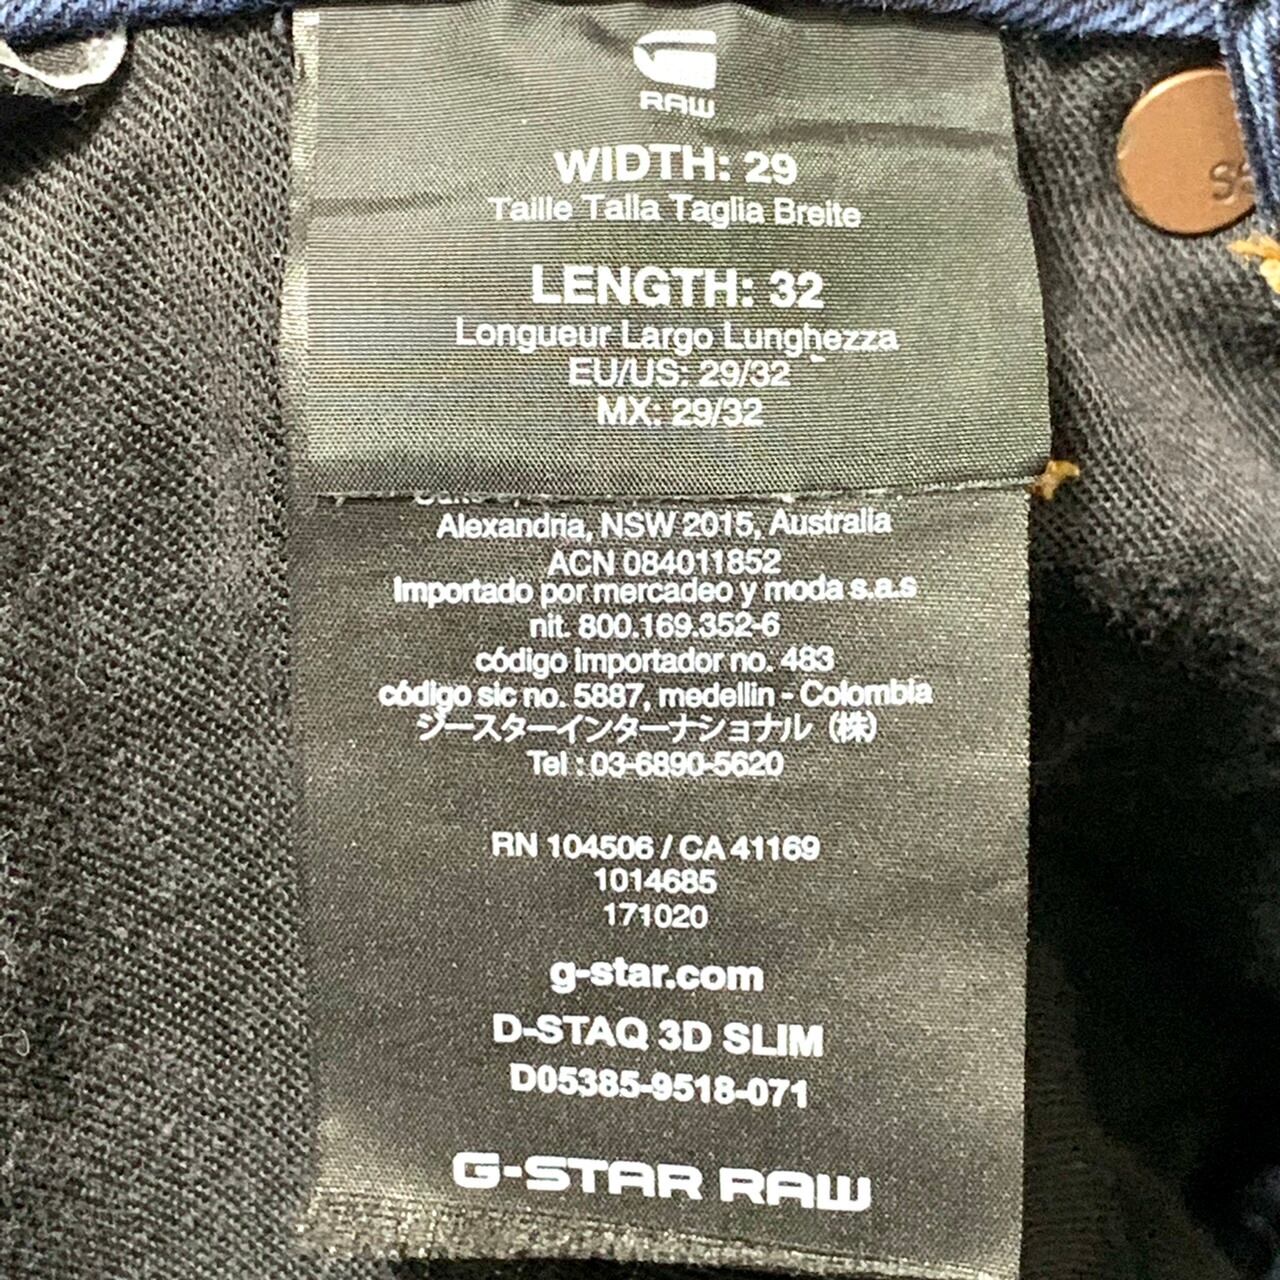 RAW
WIDTH: 29
Taille Talla Taglia Breite
LENGTH: 32
Longueur Largo Lunghezza
EU/US: 29/32
MX: 29/32
Alexandria, NSW 2015, Australia
ACN 084011852
Importado por mercadeo y moda s.a.s
nit. 800.169.352-6
código importador no. 483
código sic no. 5887, medellin - Colombia
ジースターインターナショナル（株）
Tel : 03-6890-5620
RN 104506 / CA 41169
1014685
171020
g-star.com
D-STAQ 3D SLIM
D05385-9518-071
G-STAR RAW